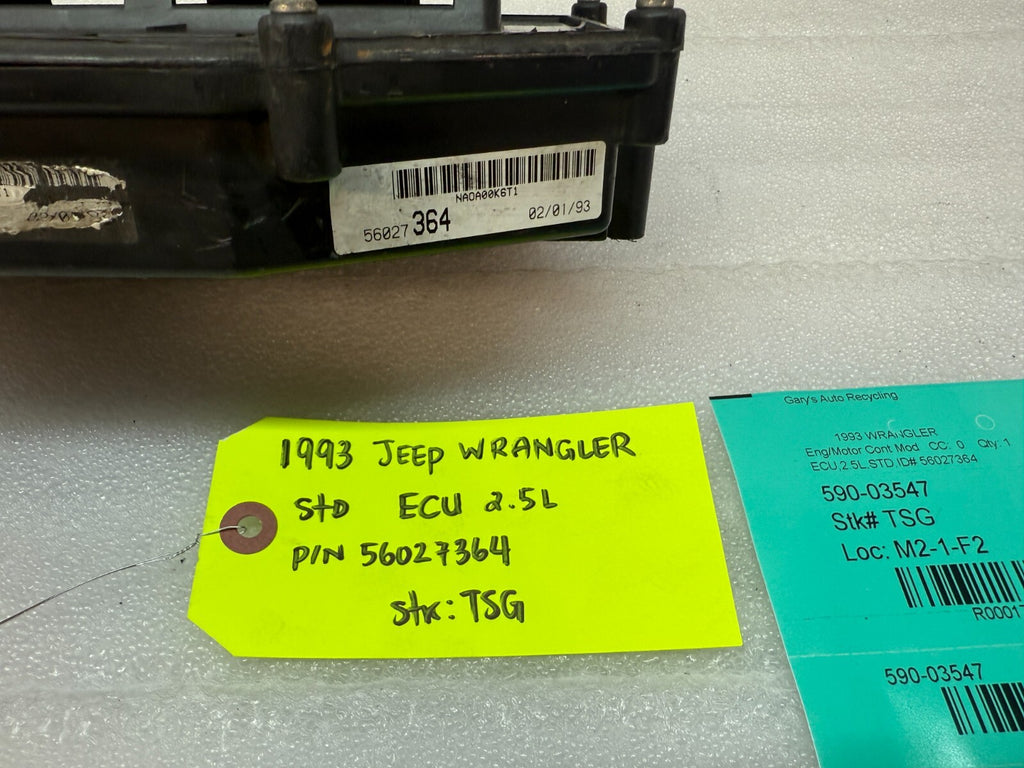 NAOA00K6T1
56027 364 02/01/93
1993 JEEP WRANGLER
STD ECU 2.5L
P/N 56027364
Stk: TSG
Gary's Auto Recycling
1993 WRANGLER
Eng/Motor Cont Mod CC: 0 Qty: 1
ECU,2.5L,STD,ID# 56027364
590-03547
Stk# TSG
Loc: M2-1-F2
R0001
590-03547